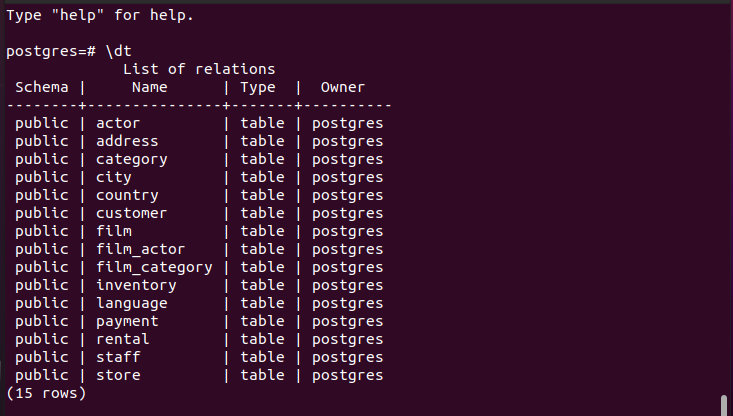 Type "help" for help.
postgres=# \dt
              List of relations
 Schema |     Name      | Type  |  Owner
--------+---------------+-------+----------
 public | actor         | table | postgres
 public | address       | table | postgres
 public | category      | table | postgres
 public | city          | table | postgres
 public | country       | table | postgres
 public | customer      | table | postgres
 public | film          | table | postgres
 public | film_actor    | table | postgres
 public | film_category | table | postgres
 public | inventory     | table | postgres
 public | language      | table | postgres
 public | payment       | table | postgres
 public | rental        | table | postgres
 public | staff         | table | postgres
 public | store         | table | postgres
(15 rows)